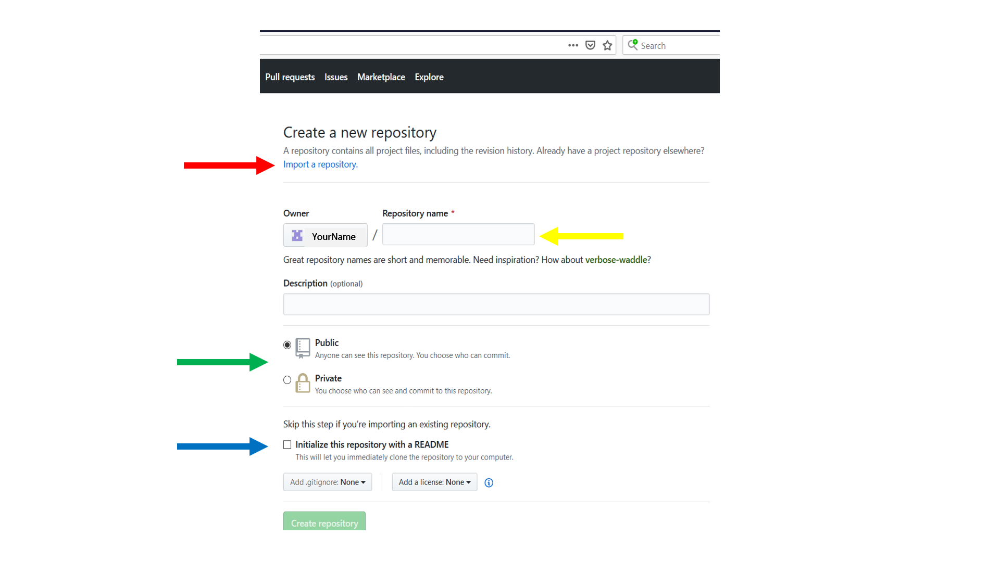 Search
Pull requests Issues Marketplace Explore
Create a new repository
A repository contains all project files, including the revision history. Already have a project repository elsewhere?
Import a repository.
Owner Repository name *
YourName /
Great repository names are short and memorable. Need inspiration? How about verbose-waddle?
Description (optional)
Public
Anyone can see this repository. You choose who can commit.
Private
You choose who can see and commit to this repository.
Skip this step if you’re importing an existing repository.
Initialize this repository with a README
This will let you immediately clone the repository to your computer.
Add .gitignore: None Add a license: None
Create repository